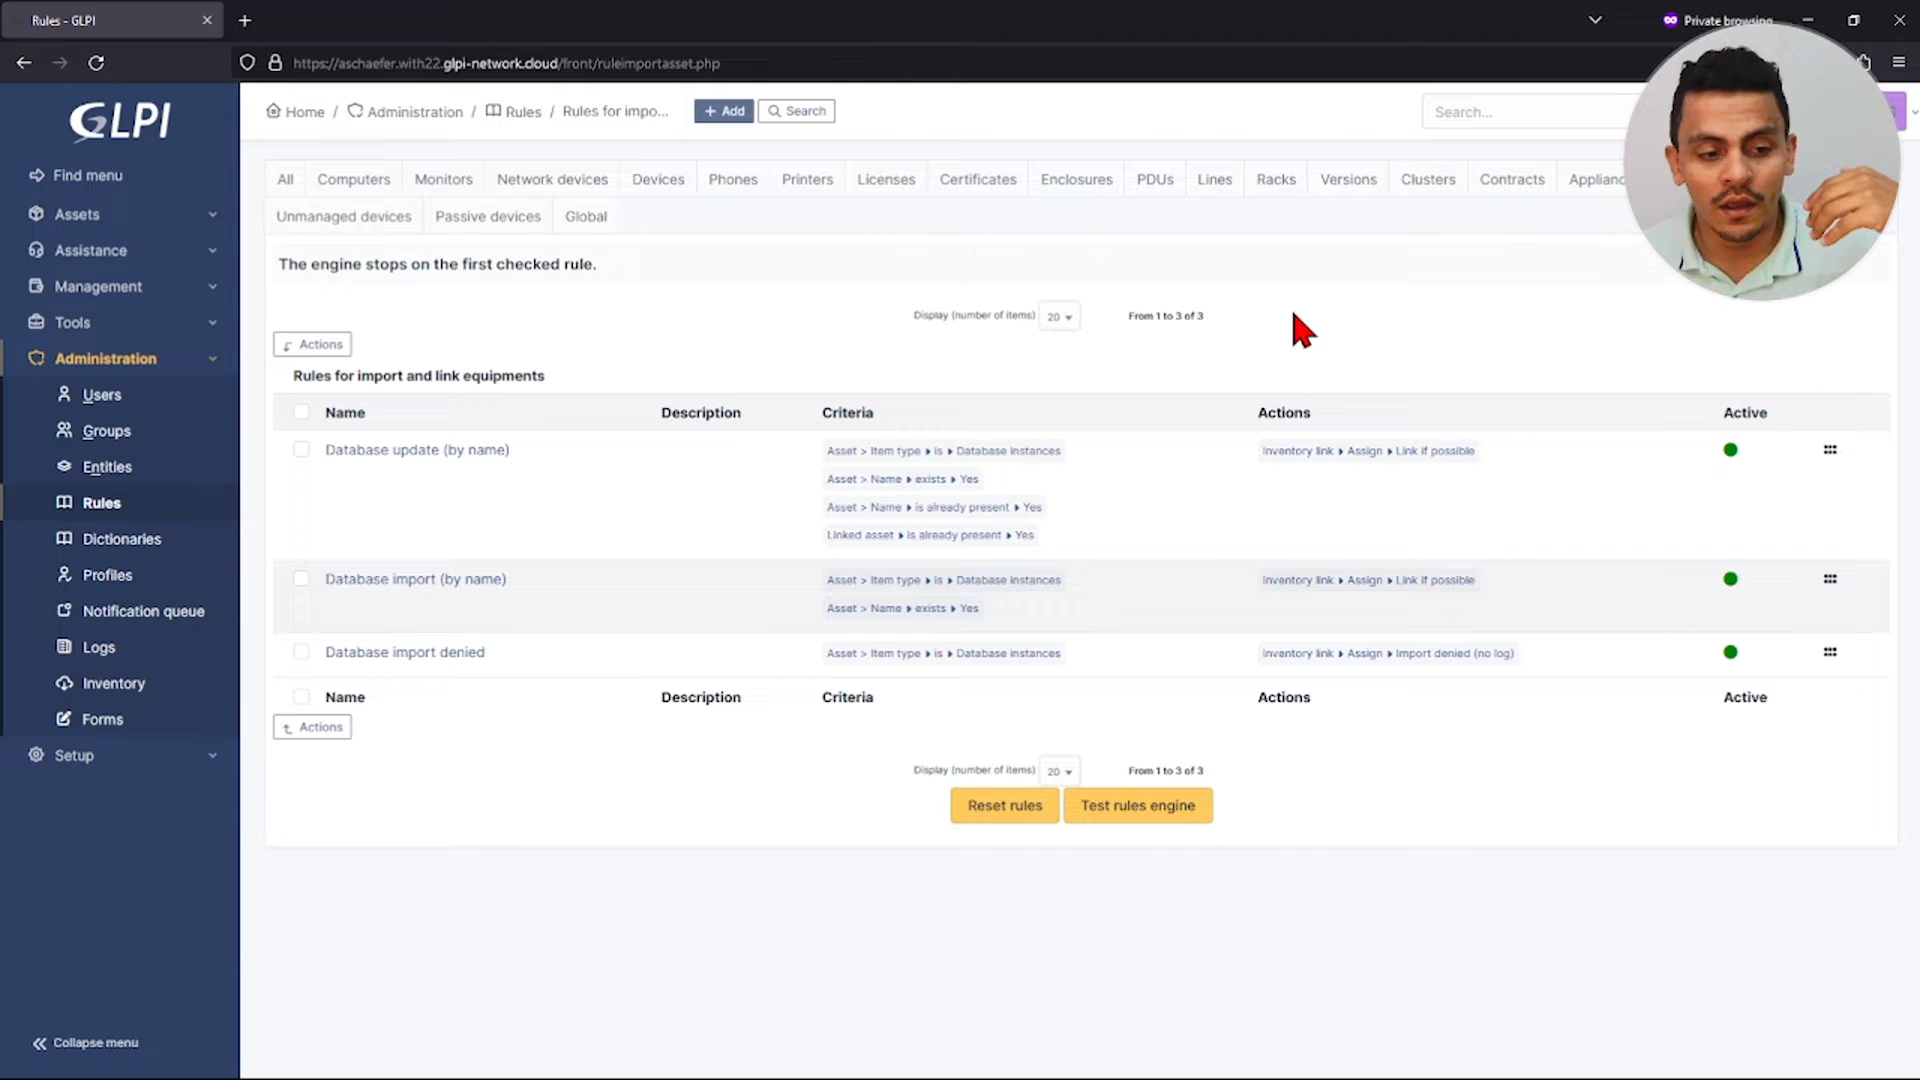 Rules - GLPI
Private browsing
https://aschaefer.with22.glpi-network.cloud/front/ruleimportasset.php
GLPI
Home / Administration / Rules / Rules for impo...
+ Add
Search
Search...
Find menu
Assets
Assistance
Management
Tools
Administration
Users
Groups
Entities
Rules
Dictionaries
Profiles
Notification queue
Logs
Inventory
Forms
Setup
Collapse menu
All Computers Monitors Network devices Devices Phones Printers Licenses Certificates Enclosures PDUs Lines Racks Versions Clusters Contracts Applianc
Unmanaged devices Passive devices Global
The engine stops on the first checked rule.
Display (number of items) 20 From 1 to 3 of 3
Actions
Rules for import and link equipments
Name Description Criteria Actions Active
Database update (by name) Asset > Item type is Database instances Inventory link Assign Link if possible
Asset > Name exists Yes
Asset > Name is already present Yes
Linked asset is already present Yes
Database import (by name) Asset > Item type is Database instances Inventory link Assign Link if possible
Asset > Name exists Yes
Database import denied Asset > Item type is Database instances Inventory link Assign Import denied (no log)
Name Description Criteria Actions Active
Actions
Display (number of items) 20 From 1 to 3 of 3
Reset rules Test rules engine